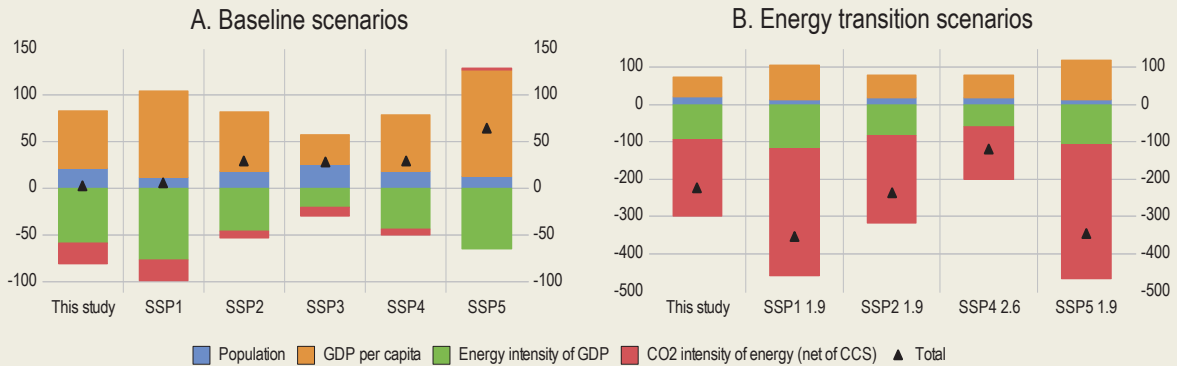 A. Baseline scenarios
150 150
100 100
50 50
0 0
-50 -50
-100 -100
This study SSP1 SSP2 SSP3 SSP4 SSP5
B. Energy transition scenarios
100 100
0 0
-100 -100
-200 -200
-300 -300
-400 -400
-500 -500
This study SSP1 1.9 SSP2 1.9 SSP4 2.6 SSP5 1.9
Population GDP per capita Energy intensity of GDP CO2 intensity of energy (net of CCS) Total